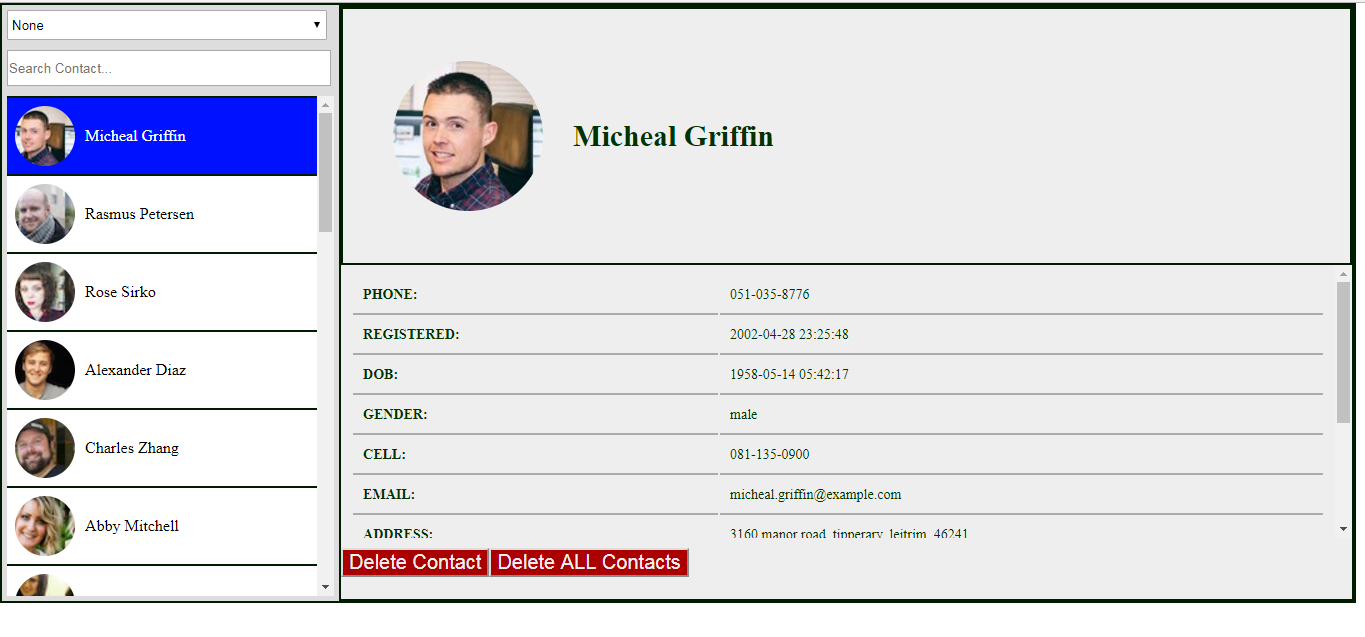 None
Search Contact...
Micheal Griffin
Rasmus Petersen
Rose Sirko
Alexander Diaz
Charles Zhang
Abby Mitchell
Micheal Griffin
PHONE: 051-035-8776
REGISTERED: 2002-04-28 23:25:48
DOB: 1958-05-14 05:42:17
GENDER: male
CELL: 081-135-0900
EMAIL: micheal.griffin@example.com
ADDRESS: 3160 manor road, tipperary, leitrim, 46241
Delete Contact Delete ALL Contacts